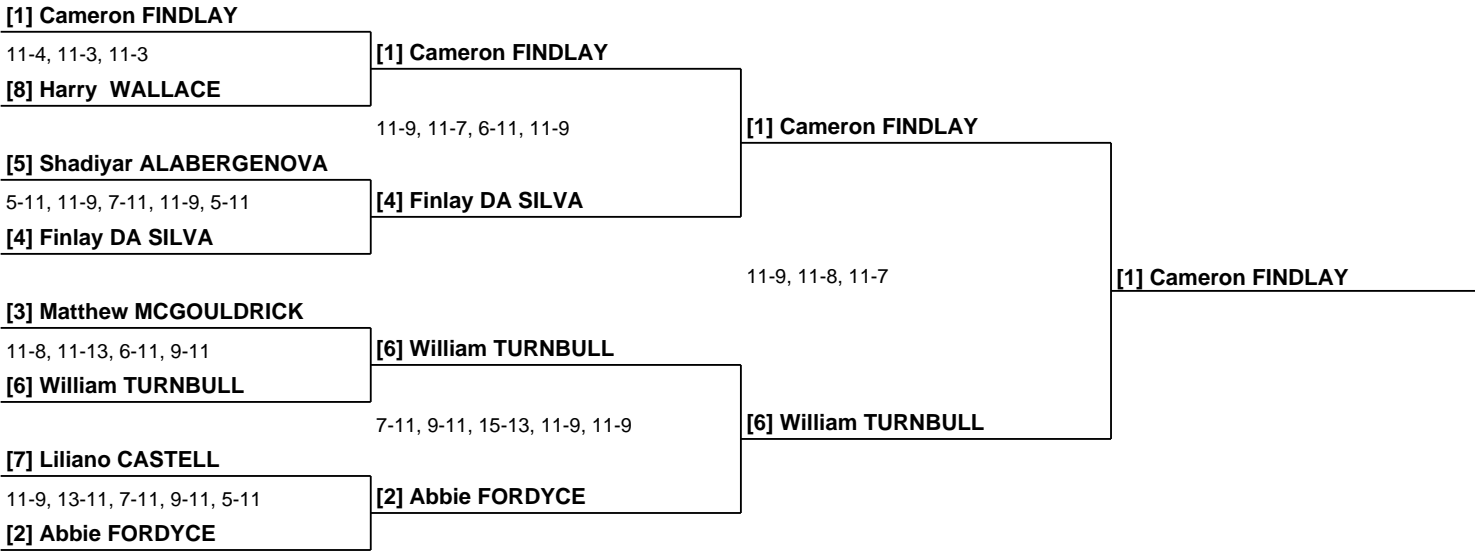 [1] Cameron FINDLAY
11-4, 11-3, 11-3
[8] Harry  WALLACE
[5] Shadiyar ALABERGENOVA
5-11, 11-9, 7-11, 11-9, 5-11
[4] Finlay DA SILVA
[3] Matthew MCGOULDRICK
11-8, 11-13, 6-11, 9-11
[6] William TURNBULL
[7] Liliano CASTELL
11-9, 13-11, 7-11, 9-11, 5-11
[2] Abbie FORDYCE
[1] Cameron FINDLAY
11-9, 11-7, 6-11, 11-9
[4] Finlay DA SILVA
[6] William TURNBULL
7-11, 9-11, 15-13, 11-9, 11-9
[2] Abbie FORDYCE
[1] Cameron FINDLAY
11-9, 11-8, 11-7
[6] William TURNBULL
[1] Cameron FINDLAY